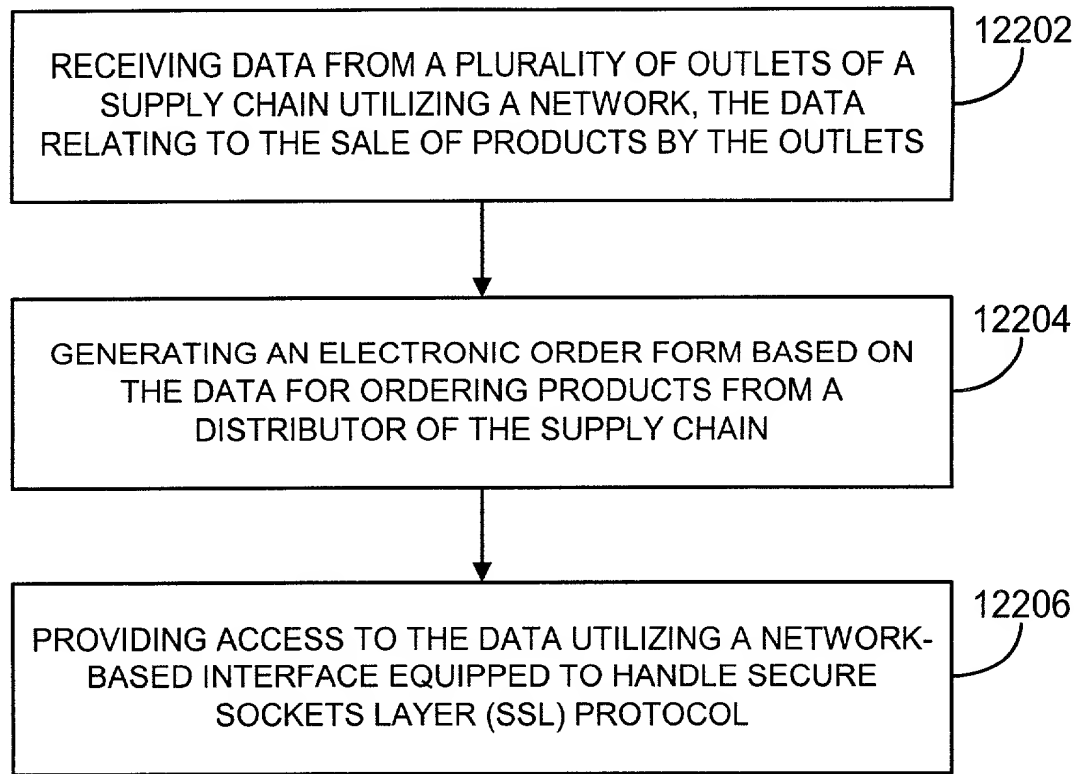 12202
RECEIVING DATA FROM A PLURALITY OF OUTLETS OF A
SUPPLY CHAIN UTILIZING A NETWORK, THE DATA
RELATING TO THE SALE OF PRODUCTS BY THE OUTLETS
12204
GENERATING AN ELECTRONIC ORDER FORM BASED ON
THE DATA FOR ORDERING PRODUCTS FROM A
DISTRIBUTOR OF THE SUPPLY CHAIN
12206
PROVIDING ACCESS TO THE DATA UTILIZING A NETWORK-
BASED INTERFACE EQUIPPED TO HANDLE SECURE
SOCKETS LAYER (SSL) PROTOCOL